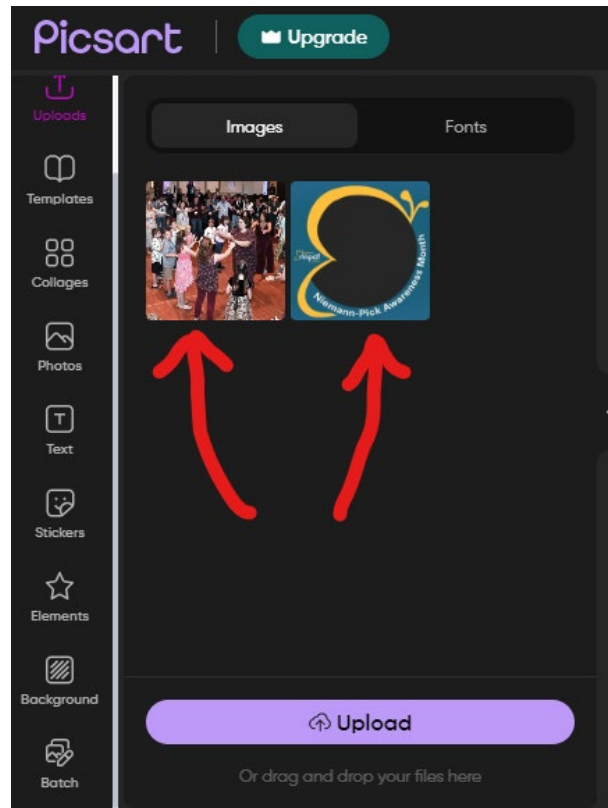 Picsart
Upgrade
Uploads
Images
Fonts
Templates
Collages
Photos
Text
Stickers
Elements
Background
Batch
Niemann-Pick Awareness Month
Upload
Or drag and drop your files here